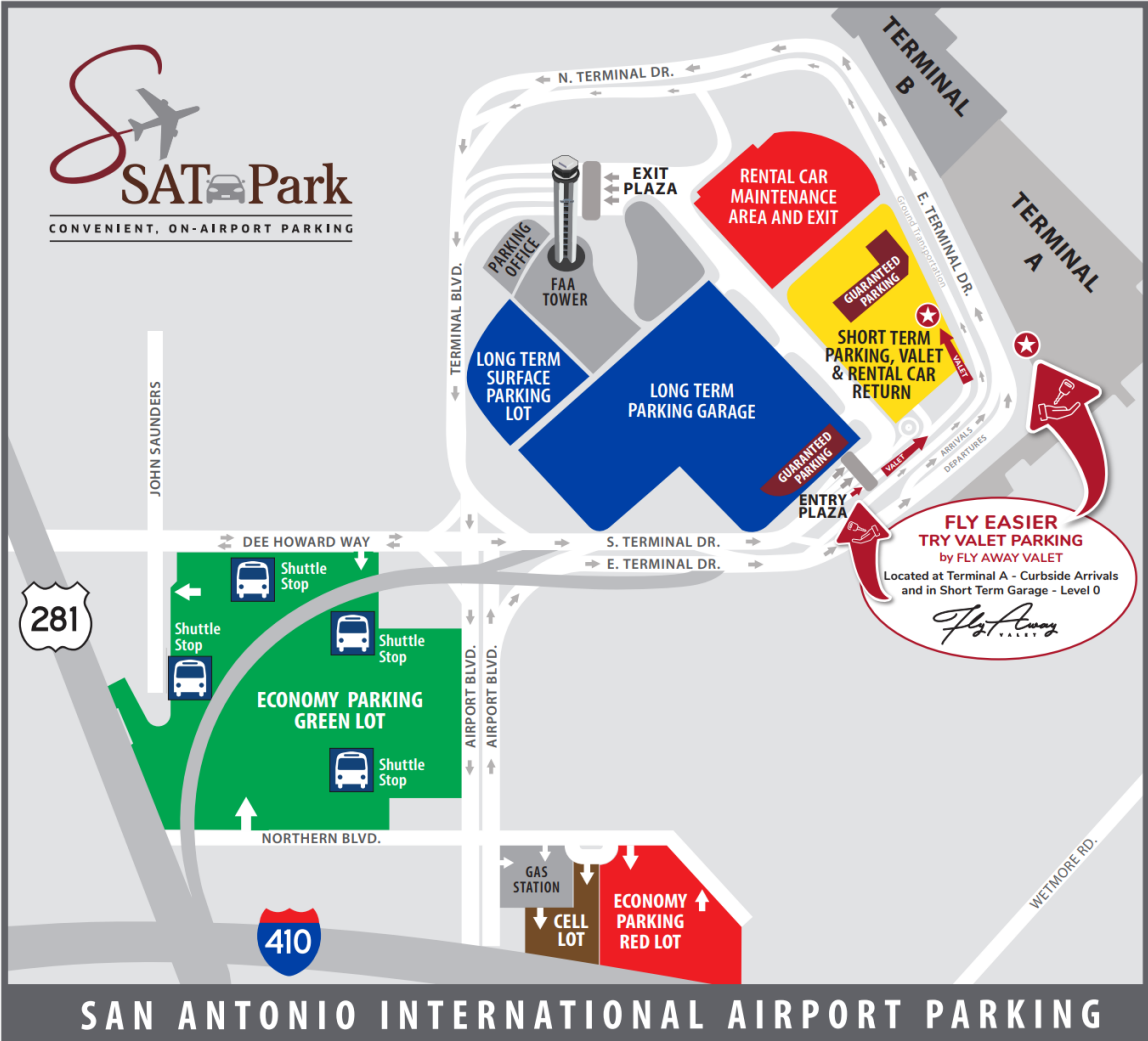 S
SAT Park
CONVENIENT, ON-AIRPORT PARKING
N. TERMINAL DR.
TERMINAL
B
TERMINAL
A
E. TERMINAL DR.
Ground Transportation
EXIT
PLAZA
RENTAL CAR
MAINTENANCE
AREA AND EXIT
PARKING
OFFICE
FAA
TOWER
TERMINAL BLVD.
GUARANTEED
PARKING
SHORT TERM
PARKING, VALET
& RENTAL CAR
RETURN
VALET
LONG TERM
SURFACE
PARKING
LOT
LONG TERM
PARKING GARAGE
GUARANTEED
PARKING
VALET
ARRIVALS
DEPARTURES
ENTRY
PLAZA
JOHN SAUNDERS
DEE HOWARD WAY
S. TERMINAL DR.
E. TERMINAL DR.
FLY EASIER
TRY VALET PARKING
by FLY AWAY VALET
Located at Terminal A - Curbside Arrivals
and in Short Term Garage - Level 0
Fly Away
VALET
281
Shuttle
Stop
Shuttle
Stop
Shuttle
Stop
ECONOMY PARKING
GREEN LOT
Shuttle
Stop
AIRPORT BLVD.
AIRPORT BLVD.
NORTHERN BLVD.
GAS
STATION
CELL
LOT
ECONOMY
PARKING
RED LOT
WETMORE RD.
410
SAN ANTONIO INTERNATIONAL AIRPORT PARKING